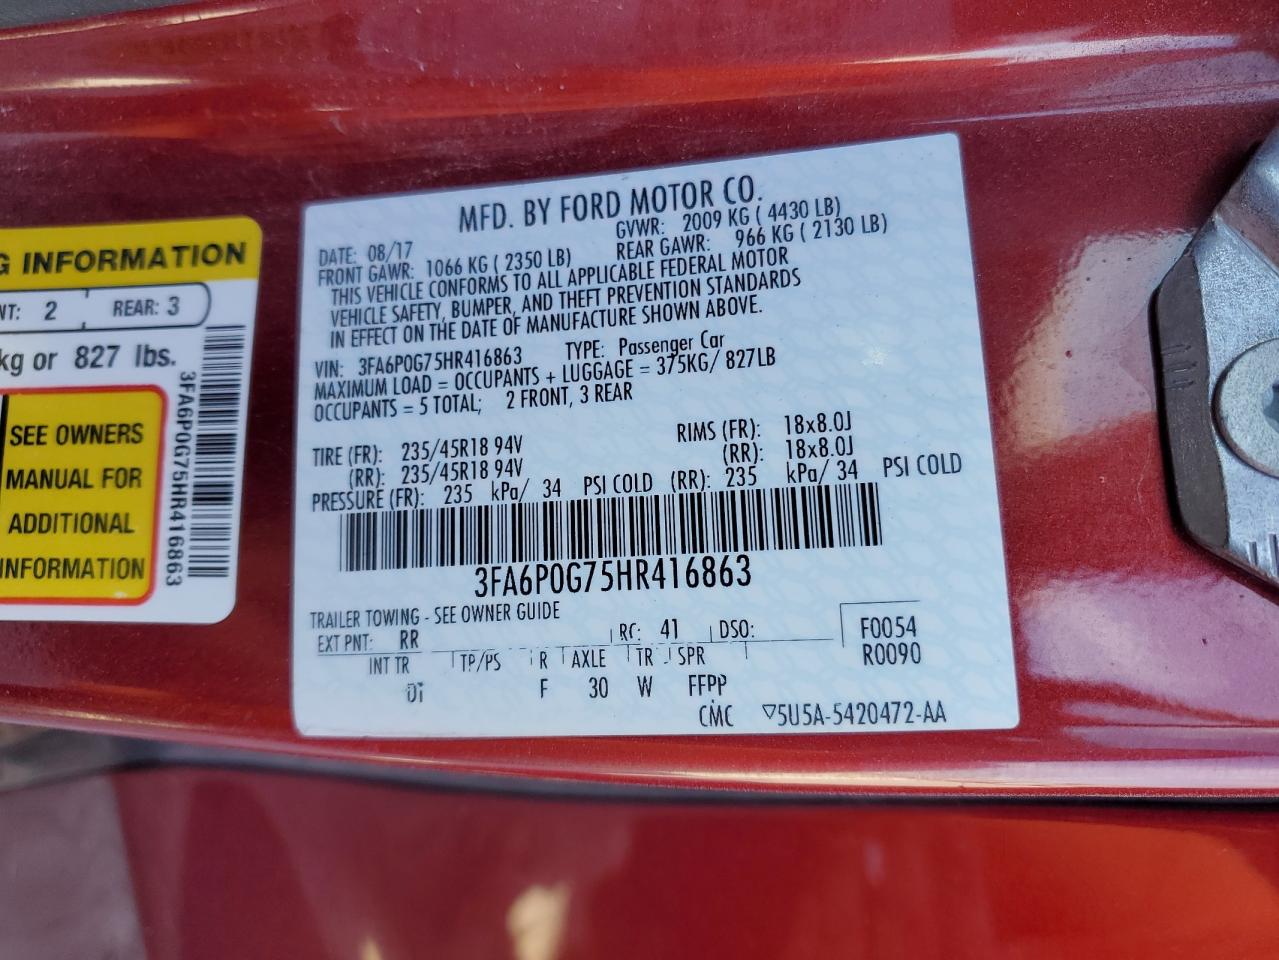 MFD. BY FORD MOTOR CO.
DATE: 08/17 GVWR: 2009 KG ( 4430 LB)
FRONT GAWR: 1066 KG ( 2350 LB) REAR GAWR: 966 KG ( 2130 LB)
THIS VEHICLE CONFORMS TO ALL APPLICABLE FEDERAL MOTOR
VEHICLE SAFETY, BUMPER, AND THEFT PREVENTION STANDARDS
IN EFFECT ON THE DATE OF MANUFACTURE SHOWN ABOVE.
VIN: 3FA6P0G75HR416863 TYPE: Passenger Car
MAXIMUM LOAD = OCCUPANTS + LUGGAGE = 375KG/ 827LB
OCCUPANTS = 5 TOTAL; 2 FRONT, 3 REAR
TIRE (FR): 235/45R18 94V RIMS (FR): 18x8.0J
(RR): 235/45R18 94V (RR): 18x8.0J
PRESSURE (FR): 235 kPa/ 34 PSI COLD (RR): 235 kPa/ 34 PSI COLD
3FA6P0G75HR416863
TRAILER TOWING - SEE OWNER GUIDE
EXT PNT: RR RC: 41 DSO: F0054
INT TR TP/PS R AXLE TR SPR R0090
F 30 W FFPP
CMC ▽5U5A-5420472-AA
G INFORMATION
NT: 2 REAR: 3
kg or 827 lbs.
SEE OWNERS
MANUAL FOR
ADDITIONAL
INFORMATION
3FA6P0G75HR416863